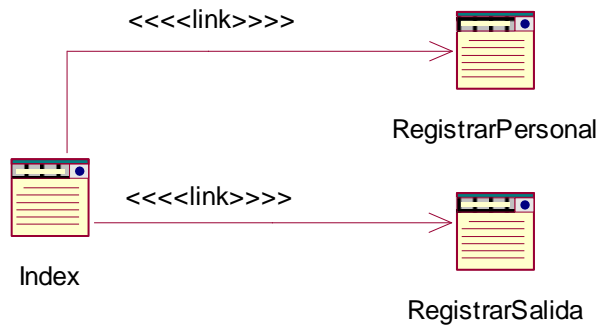 <<<<link>>>>
RegistrarPersonal
<<<<link>>>>
Index
RegistrarSalida